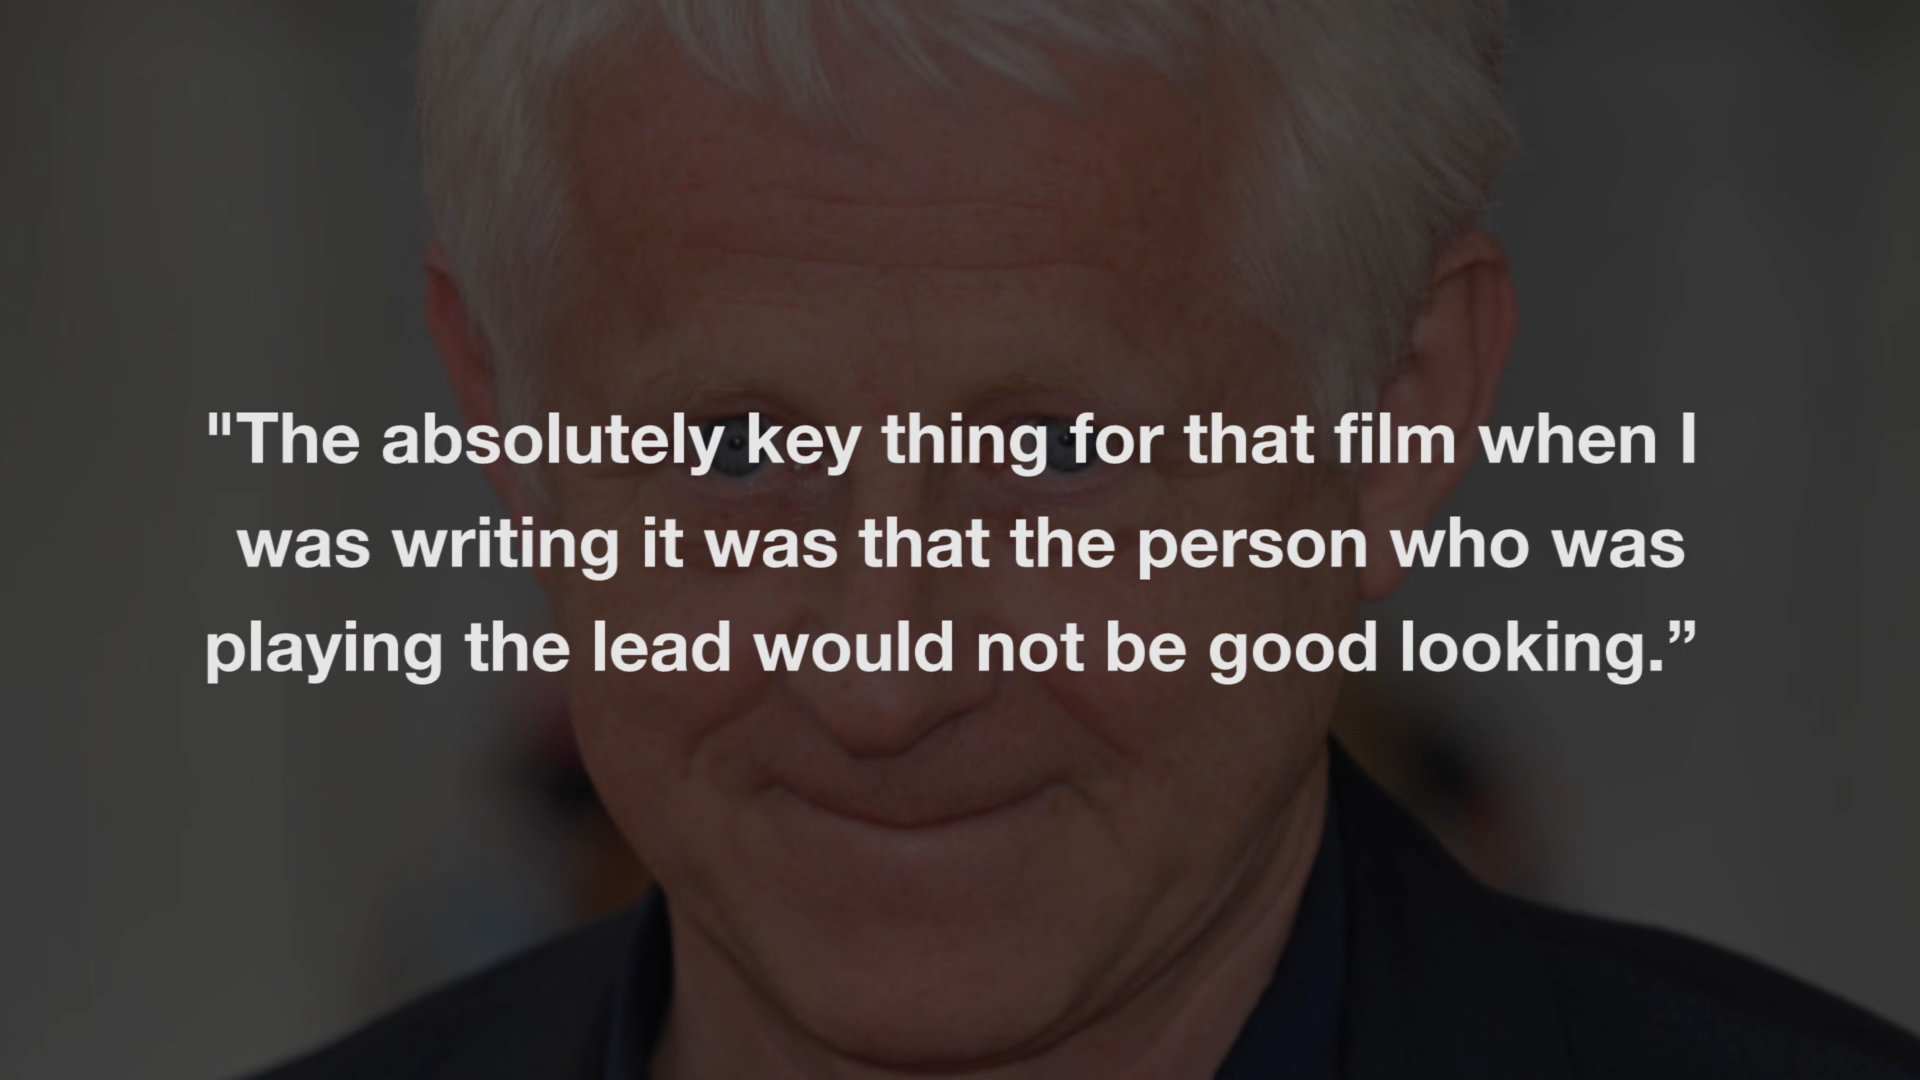 "The absolutely key thing for that film when I
was writing it was that the person who was
playing the lead would not be good looking.”